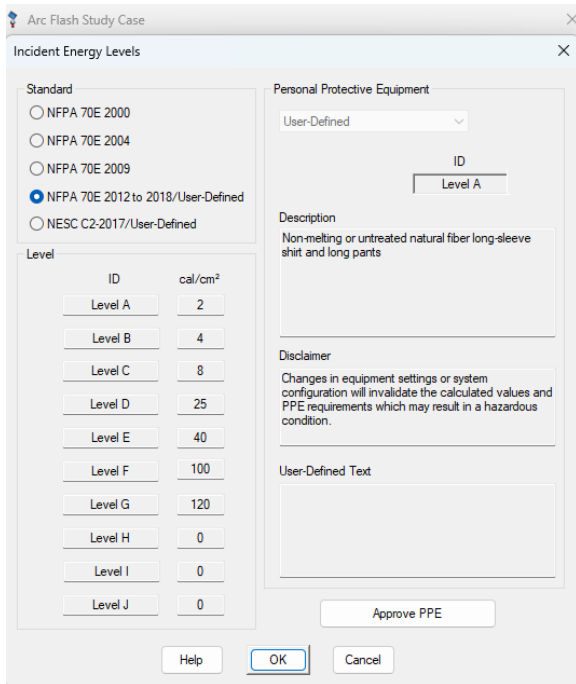 Arc Flash Study Case
Incident Energy Levels
Standard
NFPA 70E 2000
NFPA 70E 2004
NFPA 70E 2009
NFPA 70E 2012 to 2018/User-Defined
NESC C2-2017/User-Defined
Level
ID cal/cm²
Level A 2
Level B 4
Level C 8
Level D 25
Level E 40
Level F 100
Level G 120
Level H 0
Level I 0
Level J 0
Personal Protective Equipment
User-Defined
ID
Level A
Description
Non-melting or untreated natural fiber long-sleeve
shirt and long pants
Disclaimer
Changes in equipment settings or system
configuration will invalidate the calculated values and
PPE requirements which may result in a hazardous
condition.
User-Defined Text
Approve PPE
Help OK Cancel